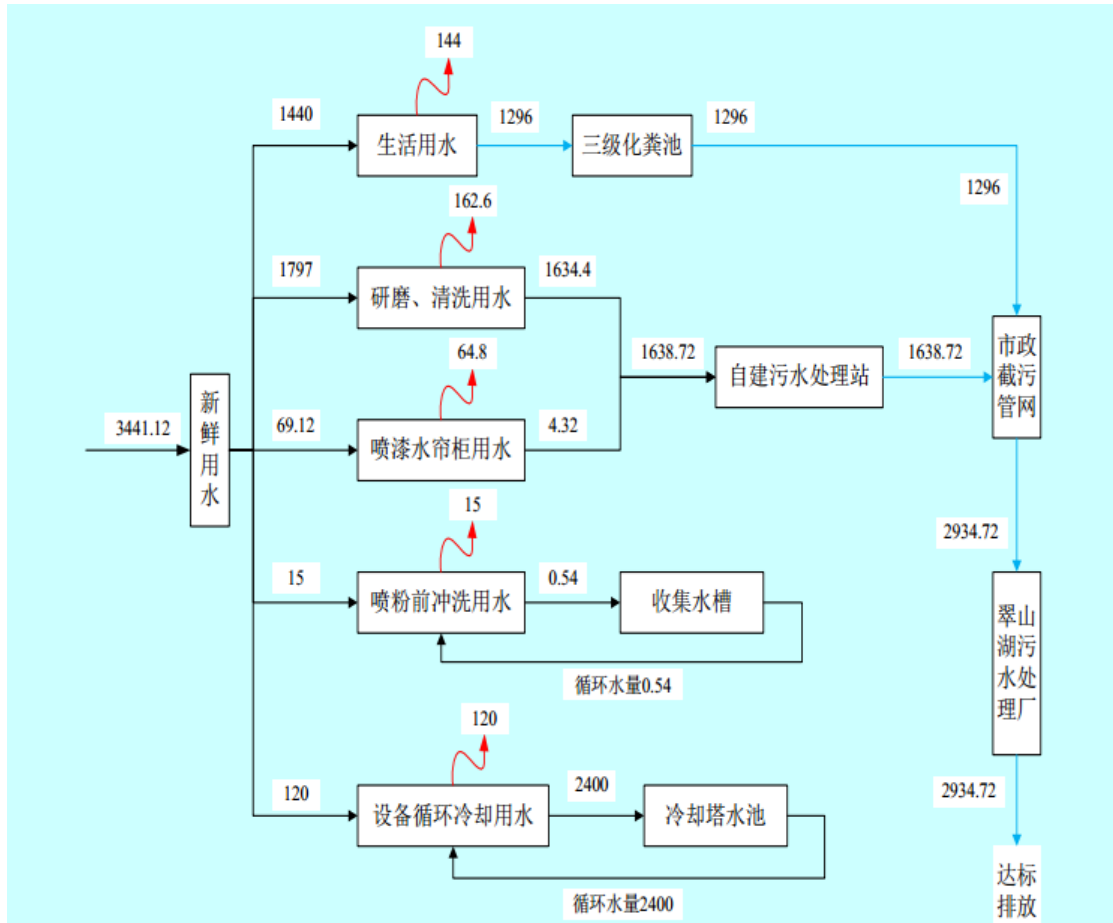 144
1440
生活用水
1296
三级化粪池
1296
1296
162.6
1797
研磨、清洗用水
1634.4
64.8
1638.72
自建污水处理站
1638.72
市政
截污
管网
3441.12
新
鲜
用
水
69.12
喷漆水帘柜用水
4.32
15
2934.72
15
喷粉前冲洗用水
0.54
收集水槽
循环水量0.54
翠山
湖污
水处
理厂
120
120
设备循环冷却用水
2400
冷却塔水池
循环水量2400
2934.72
达标
排放